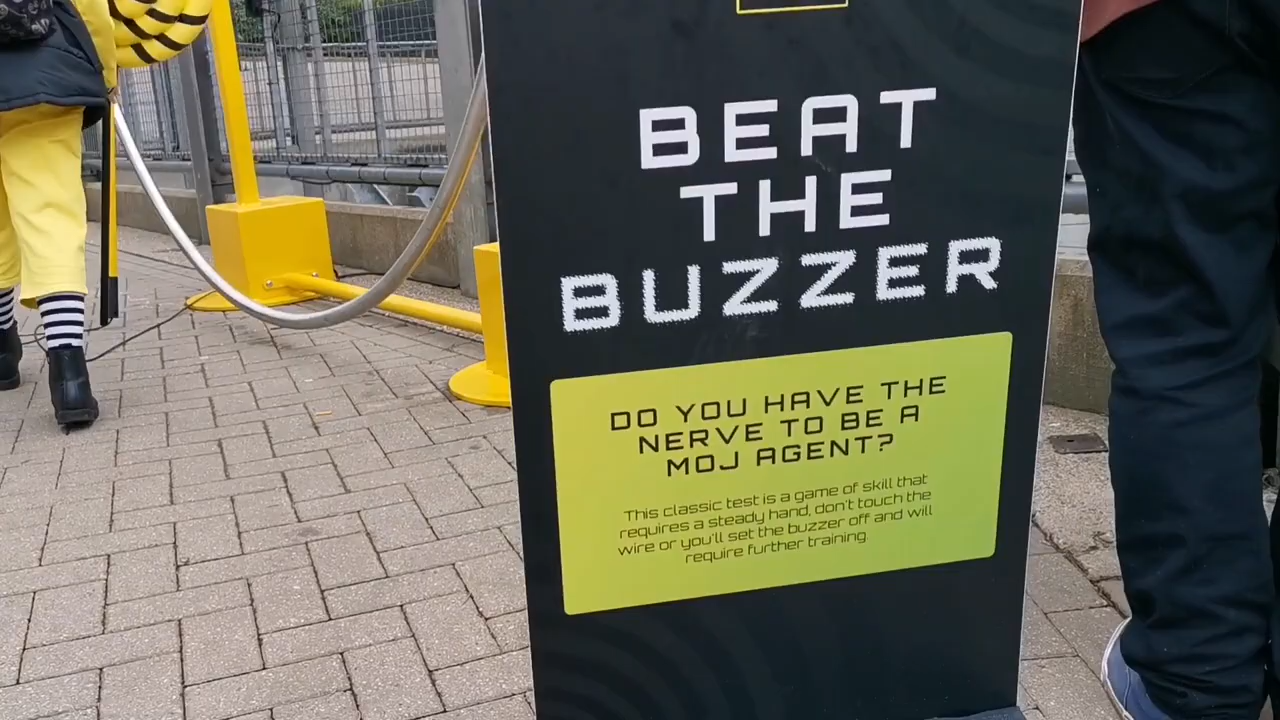 BEAT
THE
BUZZER
DO YOU HAVE THE
NERVE TO BE A
MOJ AGENT?
This classic test is a game of skill that
requires a steady hand, don't touch the
wire or you'll set the buzzer off and will
require further training.